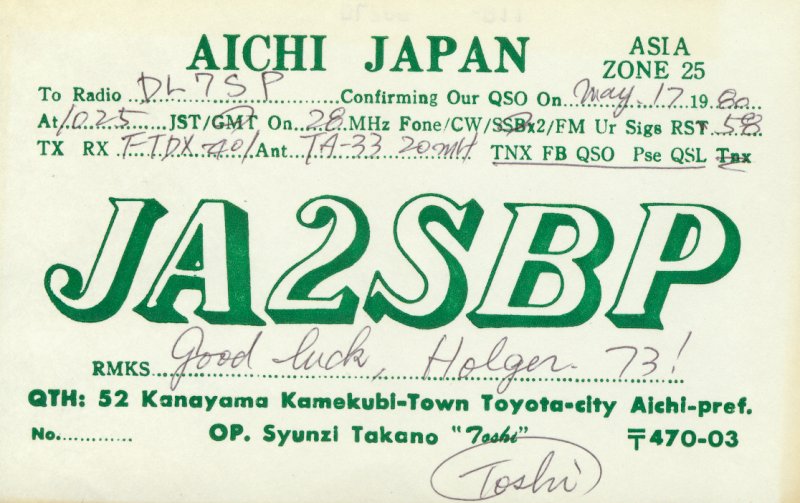 AICHI JAPAN
ASIA
ZONE 25
To Radio DL7SP Confirming Our QSO On May. 17 1980
At 1025 JST/GMT On 28 MHz Fone/CW/SSBx2/FM Ur Sigs RST 58
TX RX FTDX 401/Ant TA-33 20mH TNX FB QSO Pse QSL Tnx
JA2SBP
RMKS Good luck, Holger. 73!
QTH: 52 Kanayama Kamekubi-Town Toyota-city Aichi-pref.
No............ OP. Syunzi Takano "Toshi" 〒470-03
Toshi